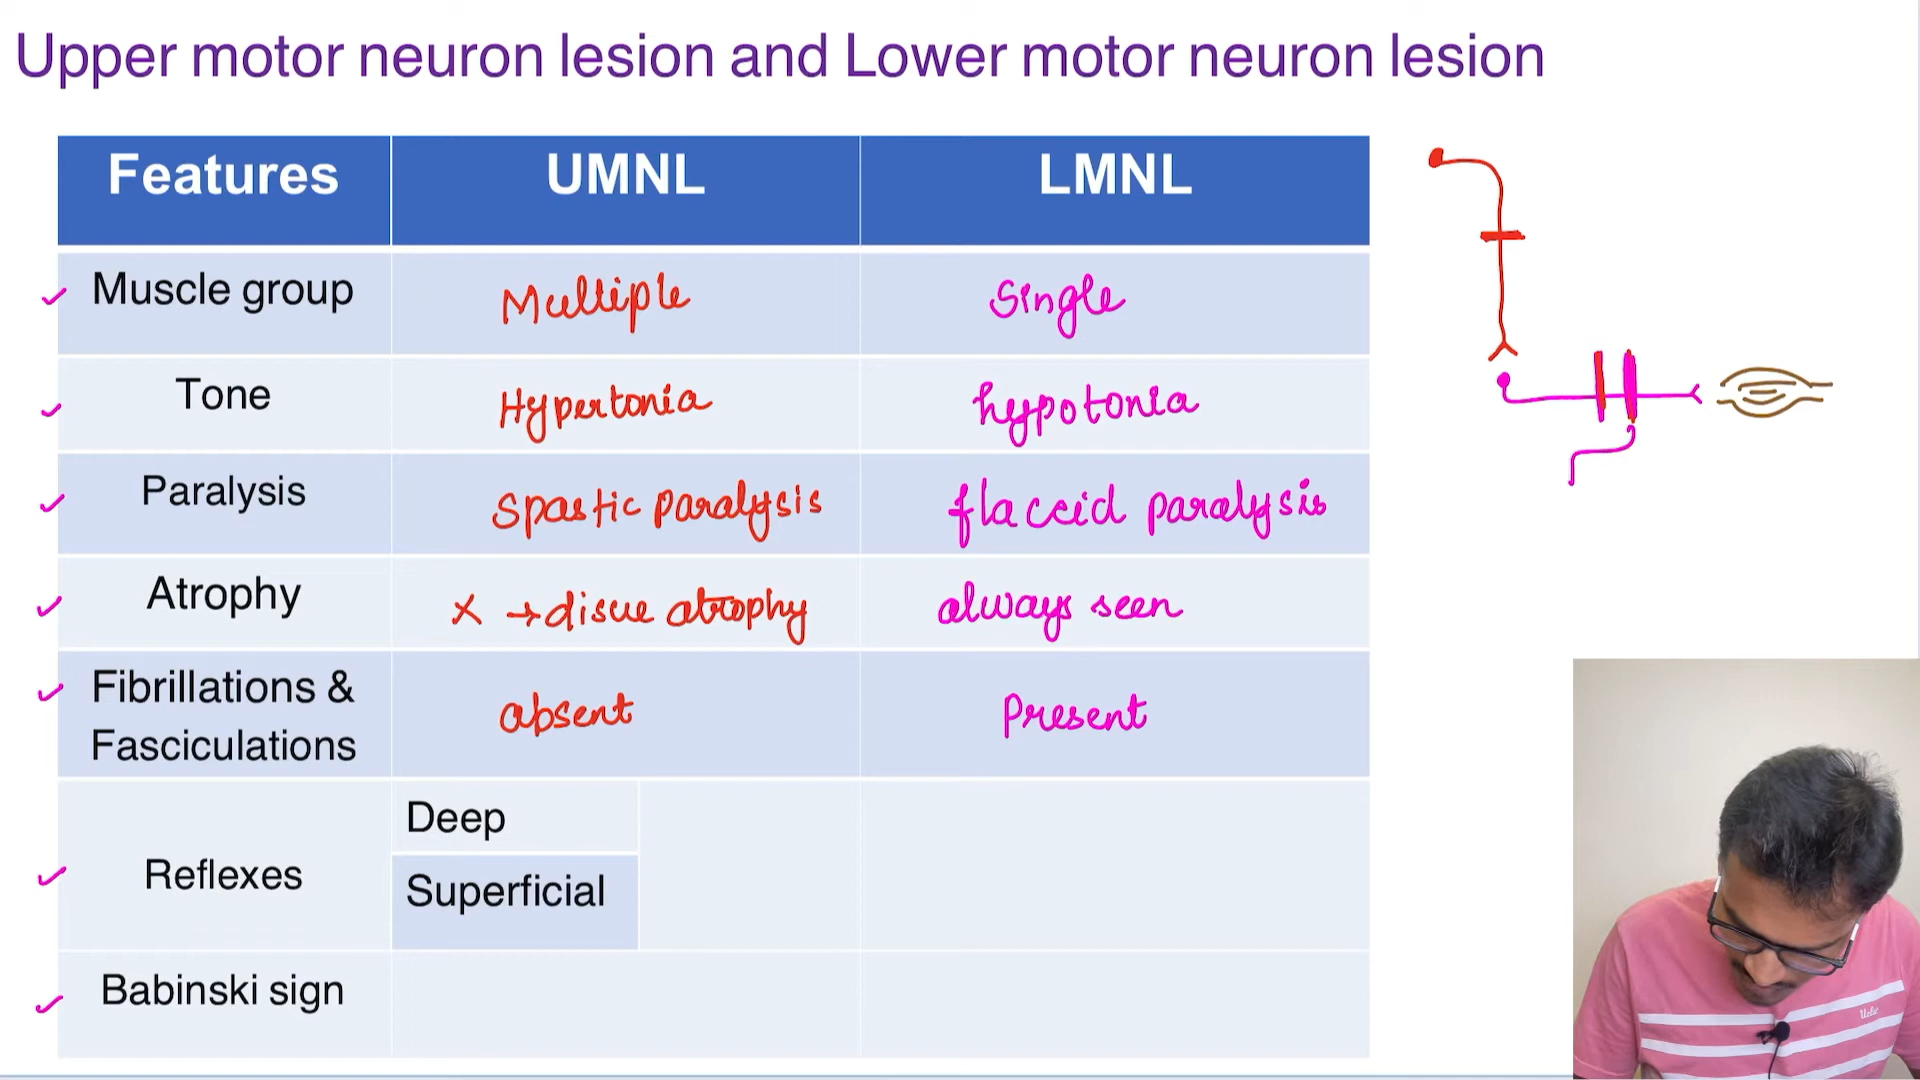 Upper motor neuron lesion and Lower motor neuron lesion
Features UMNL LMNL
Muscle group Multiple Single
Tone Hypertonia hypotonia
Paralysis Spastic paralysis flaccid paralysis
Atrophy X → disue atrophy always seen
Fibrillations &
Fasciculations absent Present
Deep
Reflexes
Superficial
Babinski sign